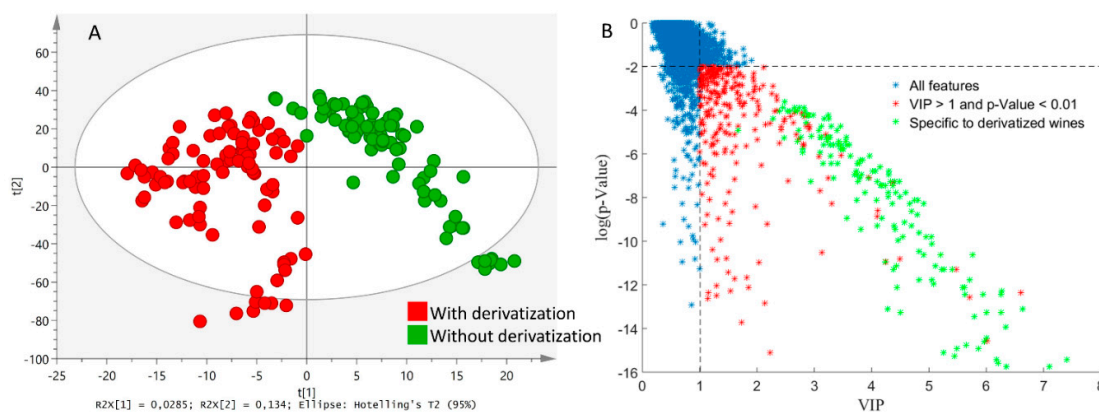 A
60
40
20
0
-20
-40
-60
-80
-100
t[2]
-25 -20 -15 -10 -5 0 5 10 15 20
t[1]
With derivatization
Without derivatization
R2X[1] = 0,0285; R2X[2] = 0,134; Ellipse: Hotelling's T2 (95%)
B
0
-2
-4
-6
-8
-10
-12
-14
-16
log(p-Value)
All features
VIP > 1 and p-Value < 0.01
Specific to derivatized wines
0 1 2 3 4 5 6 7 8
VIP